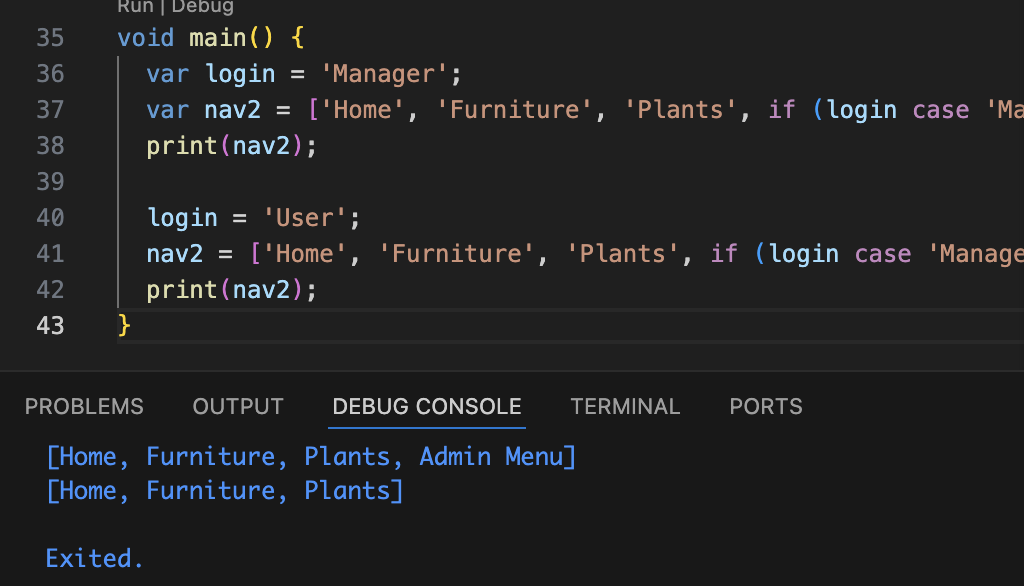 Run | Debug
35 void main() {
36 var login = 'Manager';
37 var nav2 = ['Home', 'Furniture', 'Plants', if (login case 'Ma
38 print(nav2);
39
40 login = 'User';
41 nav2 = ['Home', 'Furniture', 'Plants', if (login case 'Manage
42 print(nav2);
43 }
PROBLEMS OUTPUT DEBUG CONSOLE TERMINAL PORTS
[Home, Furniture, Plants, Admin Menu]
[Home, Furniture, Plants]
Exited.